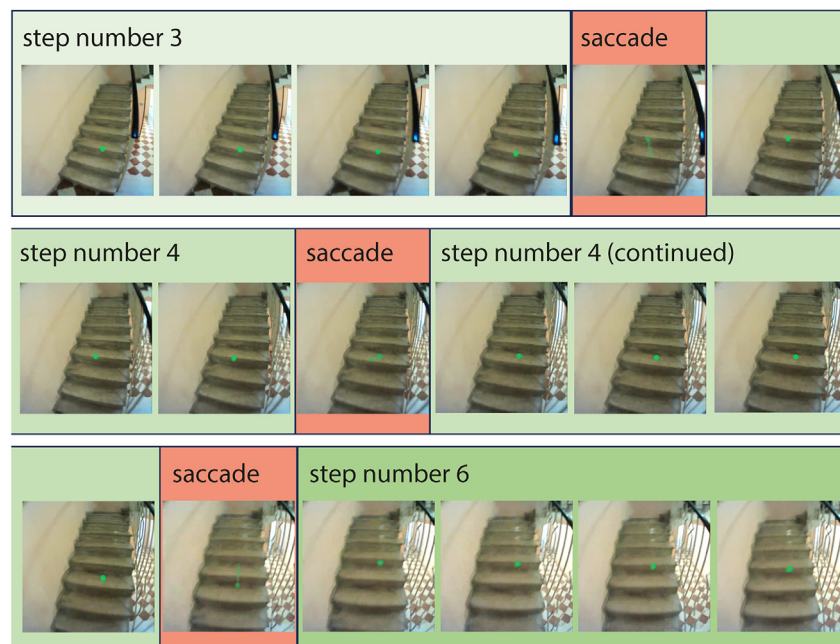 step number 3
saccade
step number 4
saccade
step number 4 (continued)
saccade
step number 6